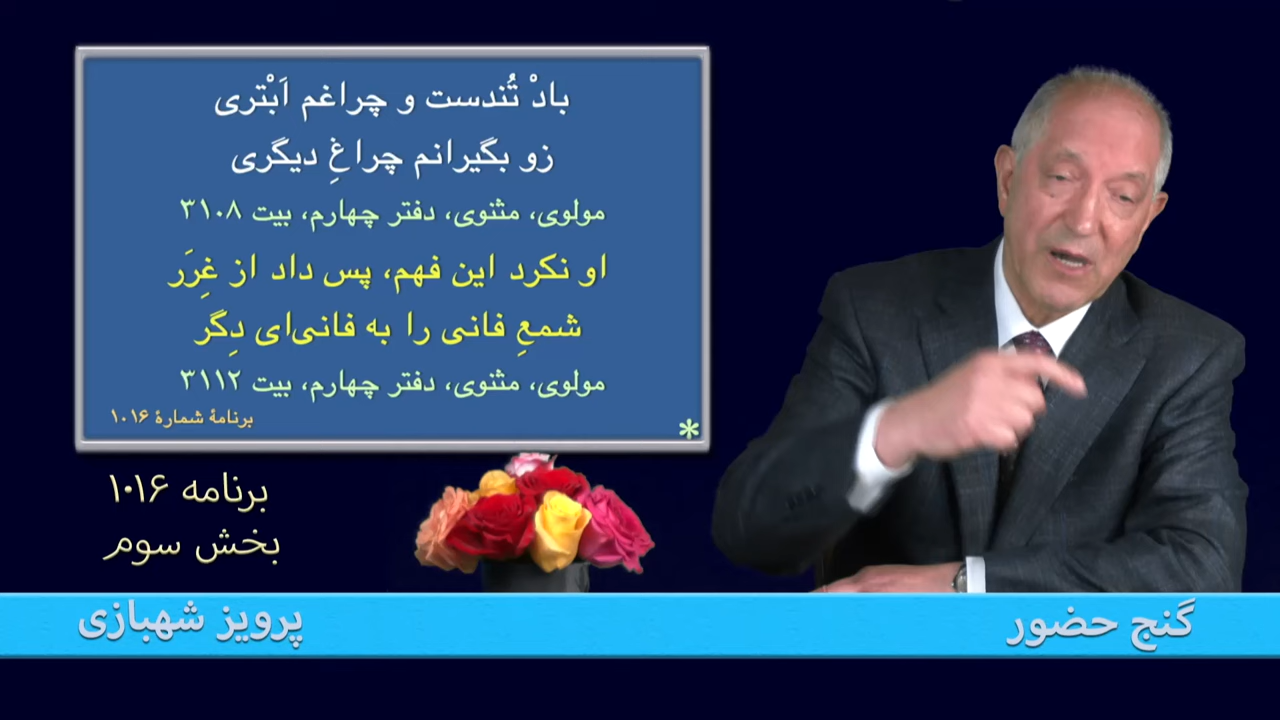 بادْ تُندست و چراغم اَبْتری
زو بگیرانم چراغِ دیگری
مولوی، مثنوی، دفتر چهارم، بیت ۳۱۰۸
او نکرد این فهم، پس داد از غِرَر
شمعِ فانی را به فانی‌ای دِگَر
مولوی، مثنوی، دفتر چهارم، بیت ۳۱۱۲
برنامهٔ شمارهٔ ۱۰۱۶
*
برنامه ۱۰۱۶
بخش سوم
گنج حضور
پرویز شهبازی